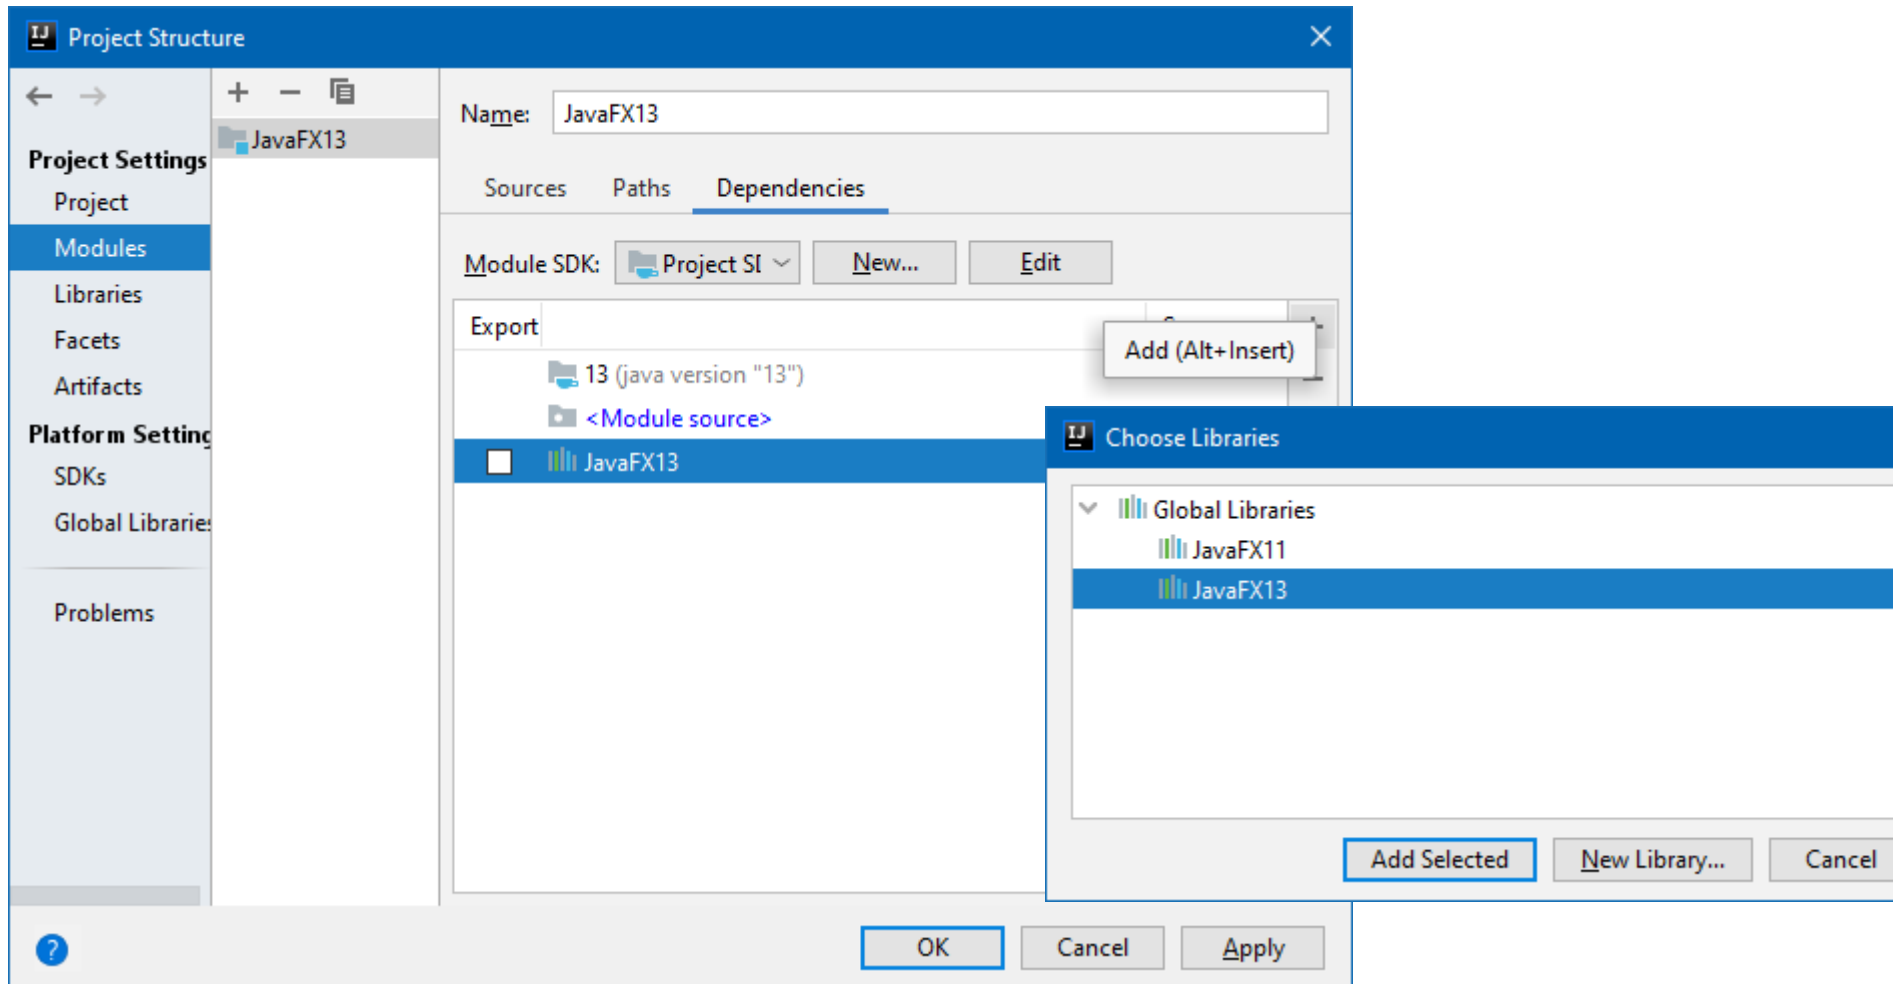 Project Structure
Name: JavaFX13
JavaFX13
Project Settings
Project
Modules
Libraries
Facets
Artifacts
Platform Setting
SDKs
Global Libraries
Problems
Sources Paths Dependencies
Module SDK: Project SI New... Edit
Export
Add (Alt+Insert)
13 (java version "13")
<Module source>
JavaFX13
OK Cancel Apply
Choose Libraries
Global Libraries
JavaFX11
JavaFX13
Add Selected New Library... Cancel